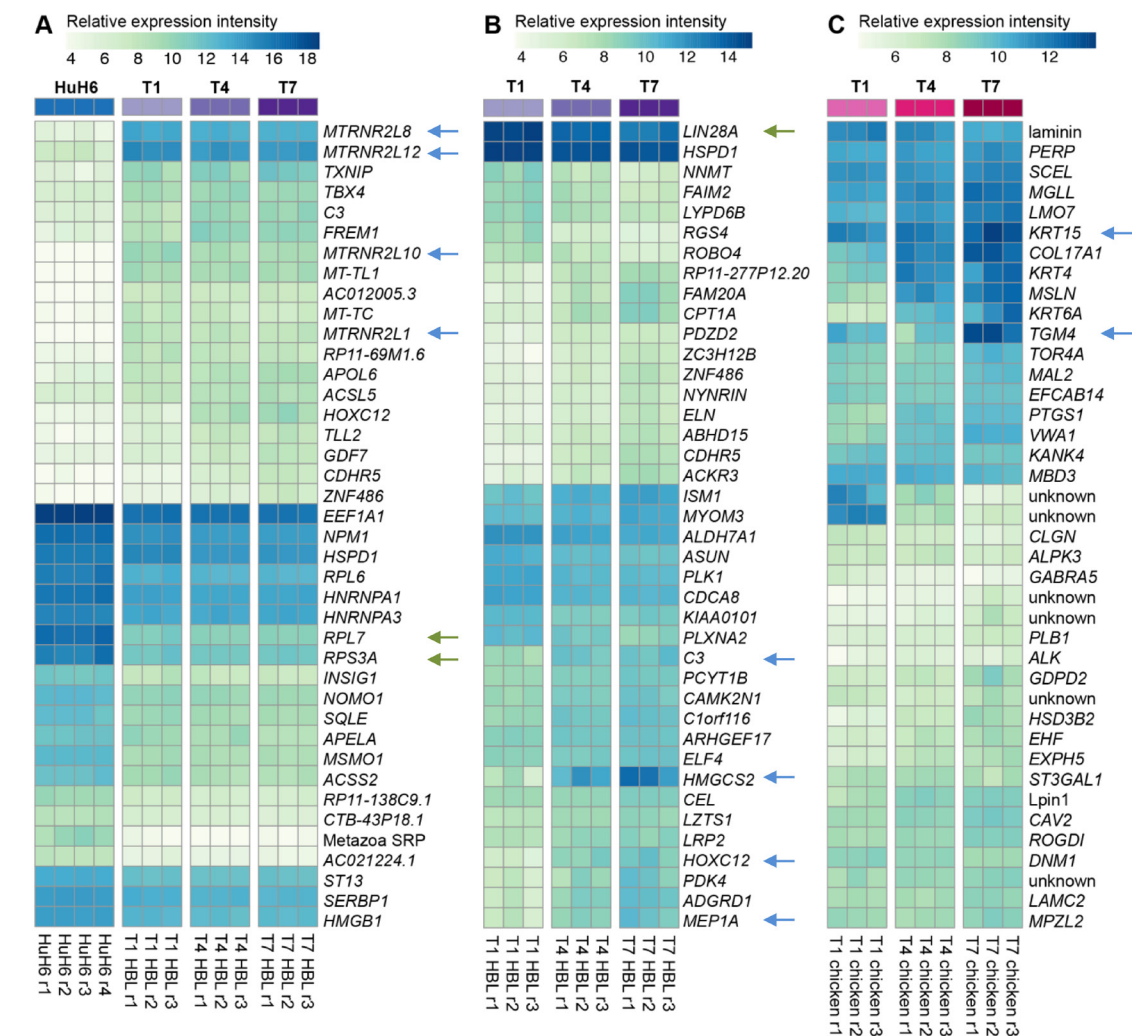 A Relative expression intensity
4 6 8 10 12 14 16 18
HuH6 T1 T4 T7
MTRNR2L8
MTRNR2L12
TXNIP
TBX4
C3
FREM1
MTRNR2L10
MT-TL1
AC012005.3
MT-TC
MTRNR2L1
RP11-69M1.6
APOL6
ACSL5
HOXC12
TLL2
GDF7
CDHR5
ZNF486
EEF1A1
NPM1
HSPD1
RPL6
HNRNPA1
HNRNPA3
RPL7
RPS3A
INSIG1
NOMO1
SQLE
APELA
MSMO1
ACSS2
RP11-138C9.1
CTB-43P18.1
Metazoa SRP
AC021224.1
ST13
SERBP1
HMGB1
HuH6 r1
HuH6 r2
HuH6 r3
HuH6 r4
T1 HBL r1
T1 HBL r2
T1 HBL r3
T4 HBL r1
T4 HBL r2
T4 HBL r3
T7 HBL r1
T7 HBL r2
T7 HBL r3
B Relative expression intensity
4 6 8 10 12 14
T1 T4 T7
LIN28A
HSPD1
NNMT
FAIM2
LYPD6B
RGS4
ROBO4
RP11-277P12.20
FAM20A
CPT1A
PDZD2
ZC3H12B
ZNF486
NYNRIN
ELN
ABHD15
CDHR5
ACKR3
ISM1
MYOM3
ALDH7A1
ASUN
PLK1
CDCA8
KIAA0101
PLXNA2
C3
PCYT1B
CAMK2N1
C1orf116
ARHGEF17
ELF4
HMGCS2
CEL
LZTS1
LRP2
HOXC12
PDK4
ADGRD1
MEP1A
T1 HBL r1
T1 HBL r2
T1 HBL r3
T4 HBL r1
T4 HBL r2
T4 HBL r3
T7 HBL r1
T7 HBL r2
T7 HBL r3
C Relative expression intensity
6 8 10 12
T1 T4 T7
laminin
PERP
SCEL
MGLL
LMO7
KRT15
COL17A1
KRT4
MSLN
KRT6A
TGM4
TOR4A
MAL2
EFCAB14
PTGS1
VWA1
KANK4
MBD3
unknown
unknown
CLGN
ALPK3
GABRA5
unknown
unknown
PLB1
ALK
GDPD2
unknown
HSD3B2
EHF
EXPH5
ST3GAL1
Lpin1
CAV2
ROGDI
DNM1
unknown
LAMC2
MPZL2
T1 chicken r1
T1 chicken r2
T1 chicken r3
T4 chicken r1
T4 chicken r2
T4 chicken r3
T7 chicken r1
T7 chicken r2
T7 chicken r3